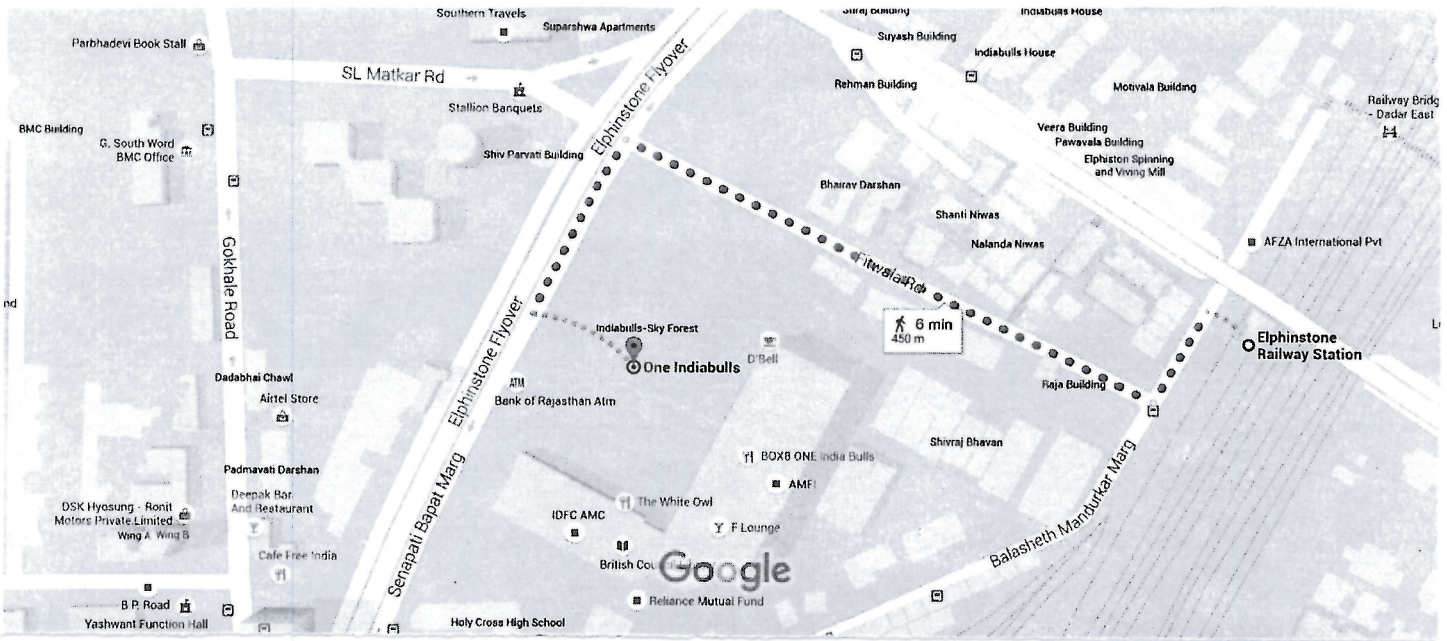 Southern Travels
Suparshwa Apartments
Parbhadevi Book Stall
SL Matkar Rd
Stallion Banquets
BMC Building
G. South Word
BMC Office
Shiv Parvati Building
Elphinstone Flyover
Indiabulls House
Suyash Building
Indiabulls House
Rehman Building
Motivala Building
Railway Bridg
- Dadar East
Veera Building
Pawavala Building
Elphiston Spinning
and Viving Mill
Bhairav Darshan
Shanti Niwas
Nalanda Niwas
AFZA International Pvt
Gokhale Road
Fitwala Rd
nd
6 min
450 m
Elphinstone
Railway Station
Indiabulls-Sky Forest
One Indiabulls
D'Bell
Elphinstone Flyover
Dadabhai Chawl
Airtel Store
ATM
Bank of Rajasthan Atm
Raja Building
Shivraj Bhavan
BOX8 ONE India Bulls
AMFI
Padmavati Darshan
Deepak Bar
And Restaurant
DSK Hyosung - Ronit
Motors Private Limited
Wing A Wing B
Senapati Bapat Marg
The White Owl
IDFC AMC
F Lounge
Balasheth Mandurkar Marg
Cafe Free India
British
Google
Reliance Mutual Fund
B P. Road
Yashwant Function Hall
Holy Cross High School